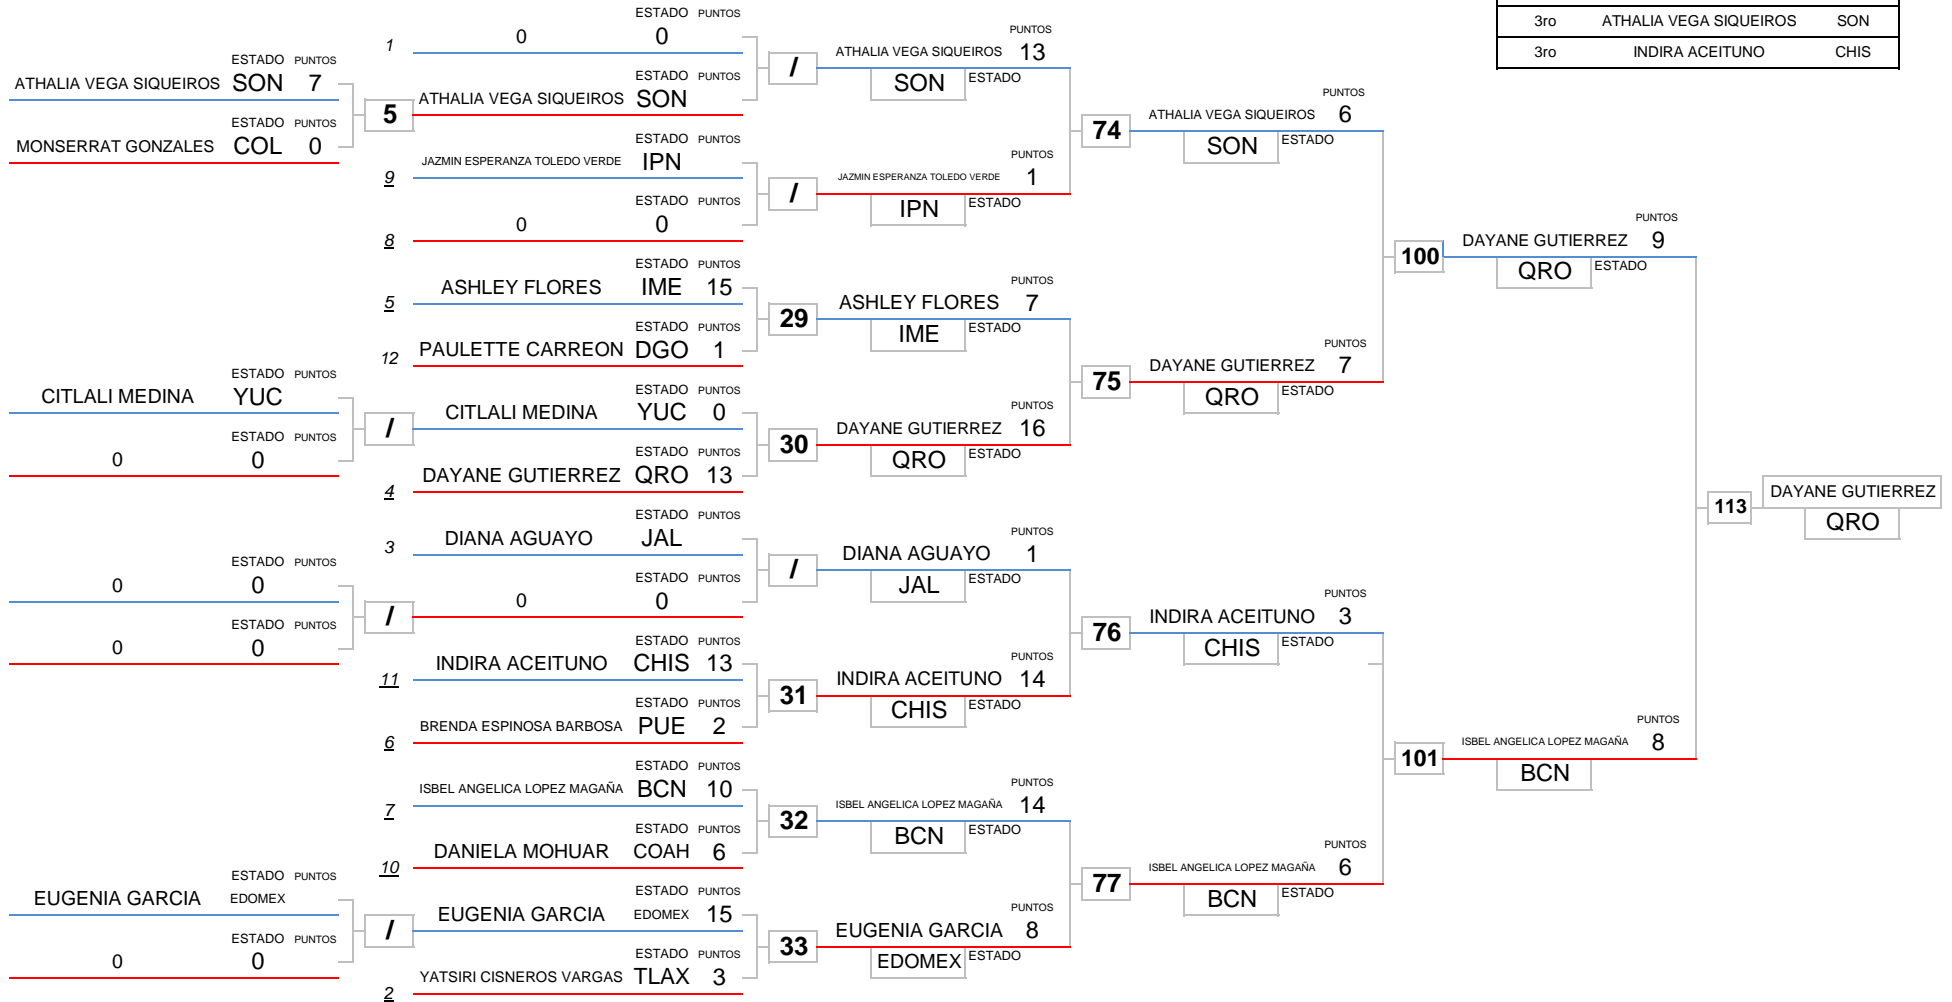 3ro ATHALIA VEGA SIQUEIROS SON
3ro INDIRA ACEITUNO CHIS
ESTADO PUNTOS
ATHALIA VEGA SIQUEIROS SON 7
ESTADO PUNTOS
MONSERRAT GONZALES COL 0
5
ESTADO PUNTOS
CITLALI MEDINA YUC
ESTADO PUNTOS
0 0
/
ESTADO PUNTOS
0 0
ESTADO PUNTOS
0 0
/
ESTADO PUNTOS
EUGENIA GARCIA EDOMEX
ESTADO PUNTOS
0 0
/
ESTADO PUNTOS
1 0 0
ESTADO PUNTOS
ATHALIA VEGA SIQUEIROS SON
/
ESTADO PUNTOS
9 JAZMIN ESPERANZA TOLEDO VERDE IPN
ESTADO PUNTOS
8 0 0
/
ESTADO PUNTOS
5 ASHLEY FLORES IME 15
ESTADO PUNTOS
12 PAULETTE CARREON DGO 1
29
ESTADO PUNTOS
CITLALI MEDINA YUC 0
ESTADO PUNTOS
4 DAYANE GUTIERREZ QRO 13
30
ESTADO PUNTOS
3 DIANA AGUAYO JAL
ESTADO PUNTOS
0 0
/
ESTADO PUNTOS
11 INDIRA ACEITUNO CHIS 13
ESTADO PUNTOS
6 BRENDA ESPINOSA BARBOSA PUE 2
31
ESTADO PUNTOS
7 ISBEL ANGELICA LOPEZ MAGAÑA BCN 10
ESTADO PUNTOS
10 DANIELA MOHUAR COAH 6
32
ESTADO PUNTOS
EUGENIA GARCIA EDOMEX 15
ESTADO PUNTOS
2 YATSIRI CISNEROS VARGAS TLAX 3
33
PUNTOS
ATHALIA VEGA SIQUEIROS 13
SON ESTADO
PUNTOS
JAZMIN ESPERANZA TOLEDO VERDE 1
IPN ESTADO
74
PUNTOS
ASHLEY FLORES 7
IME ESTADO
PUNTOS
DAYANE GUTIERREZ 16
QRO ESTADO
75
PUNTOS
DIANA AGUAYO 1
JAL ESTADO
PUNTOS
INDIRA ACEITUNO 14
CHIS ESTADO
76
PUNTOS
ISBEL ANGELICA LOPEZ MAGAÑA 14
BCN ESTADO
PUNTOS
EUGENIA GARCIA 8
EDOMEX ESTADO
77
PUNTOS
ATHALIA VEGA SIQUEIROS 6
SON ESTADO
PUNTOS
DAYANE GUTIERREZ 7
QRO ESTADO
100
PUNTOS
INDIRA ACEITUNO 3
CHIS ESTADO
PUNTOS
ISBEL ANGELICA LOPEZ MAGAÑA 6
BCN ESTADO
101
PUNTOS
DAYANE GUTIERREZ 9
QRO ESTADO
PUNTOS
ISBEL ANGELICA LOPEZ MAGAÑA 8
BCN
113
DAYANE GUTIERREZ
QRO